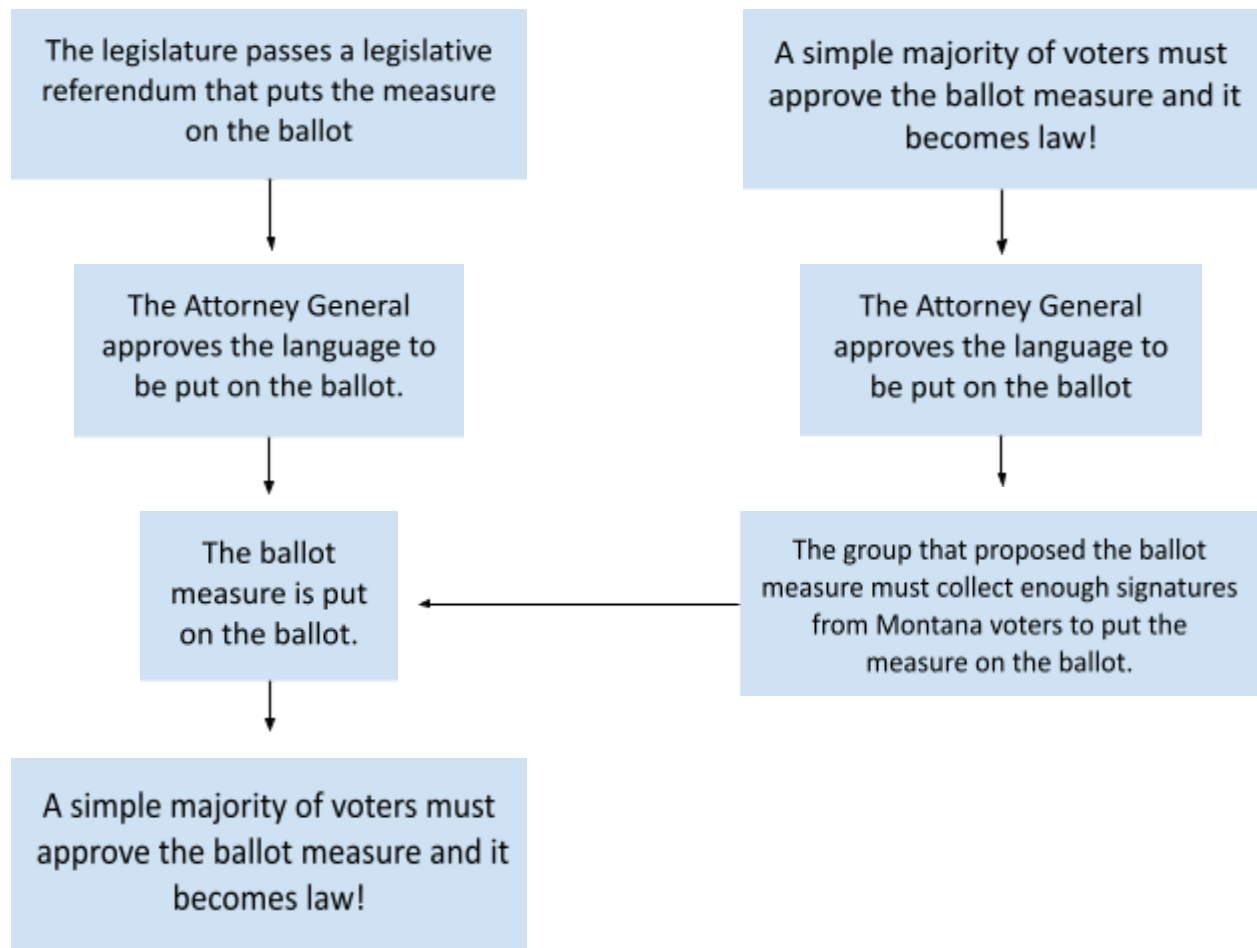 The legislature passes a legislative
referendum that puts the measure
on the ballot
A simple majority of voters must
approve the ballot measure and it
becomes law!
The Attorney General
approves the language to
be put on the ballot.
The Attorney General
approves the language to
be put on the ballot
The ballot
measure is put
on the ballot.
The group that proposed the ballot
measure must collect enough signatures
from Montana voters to put the
measure on the ballot.
A simple majority of voters must
approve the ballot measure and it
becomes law!